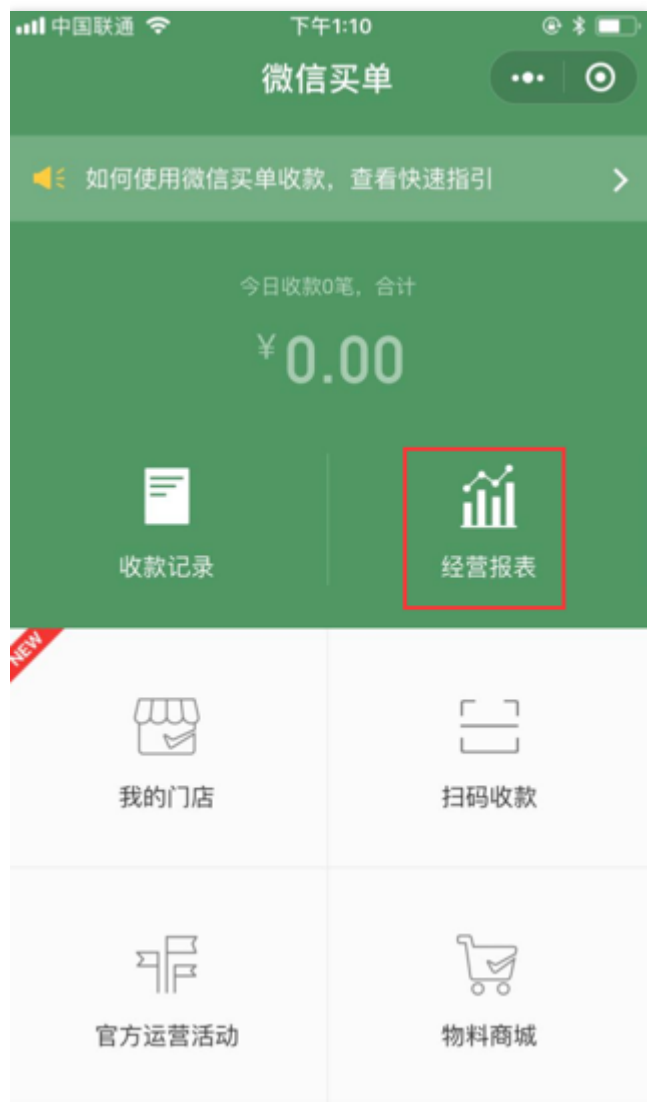 中国联通 下午1:10
微信买单
如何使用微信买单收款，查看快速指引
今日收款0笔，合计
¥0.00
收款记录 经营报表
NEW
我的门店 扫码收款
官方运营活动 物料商城